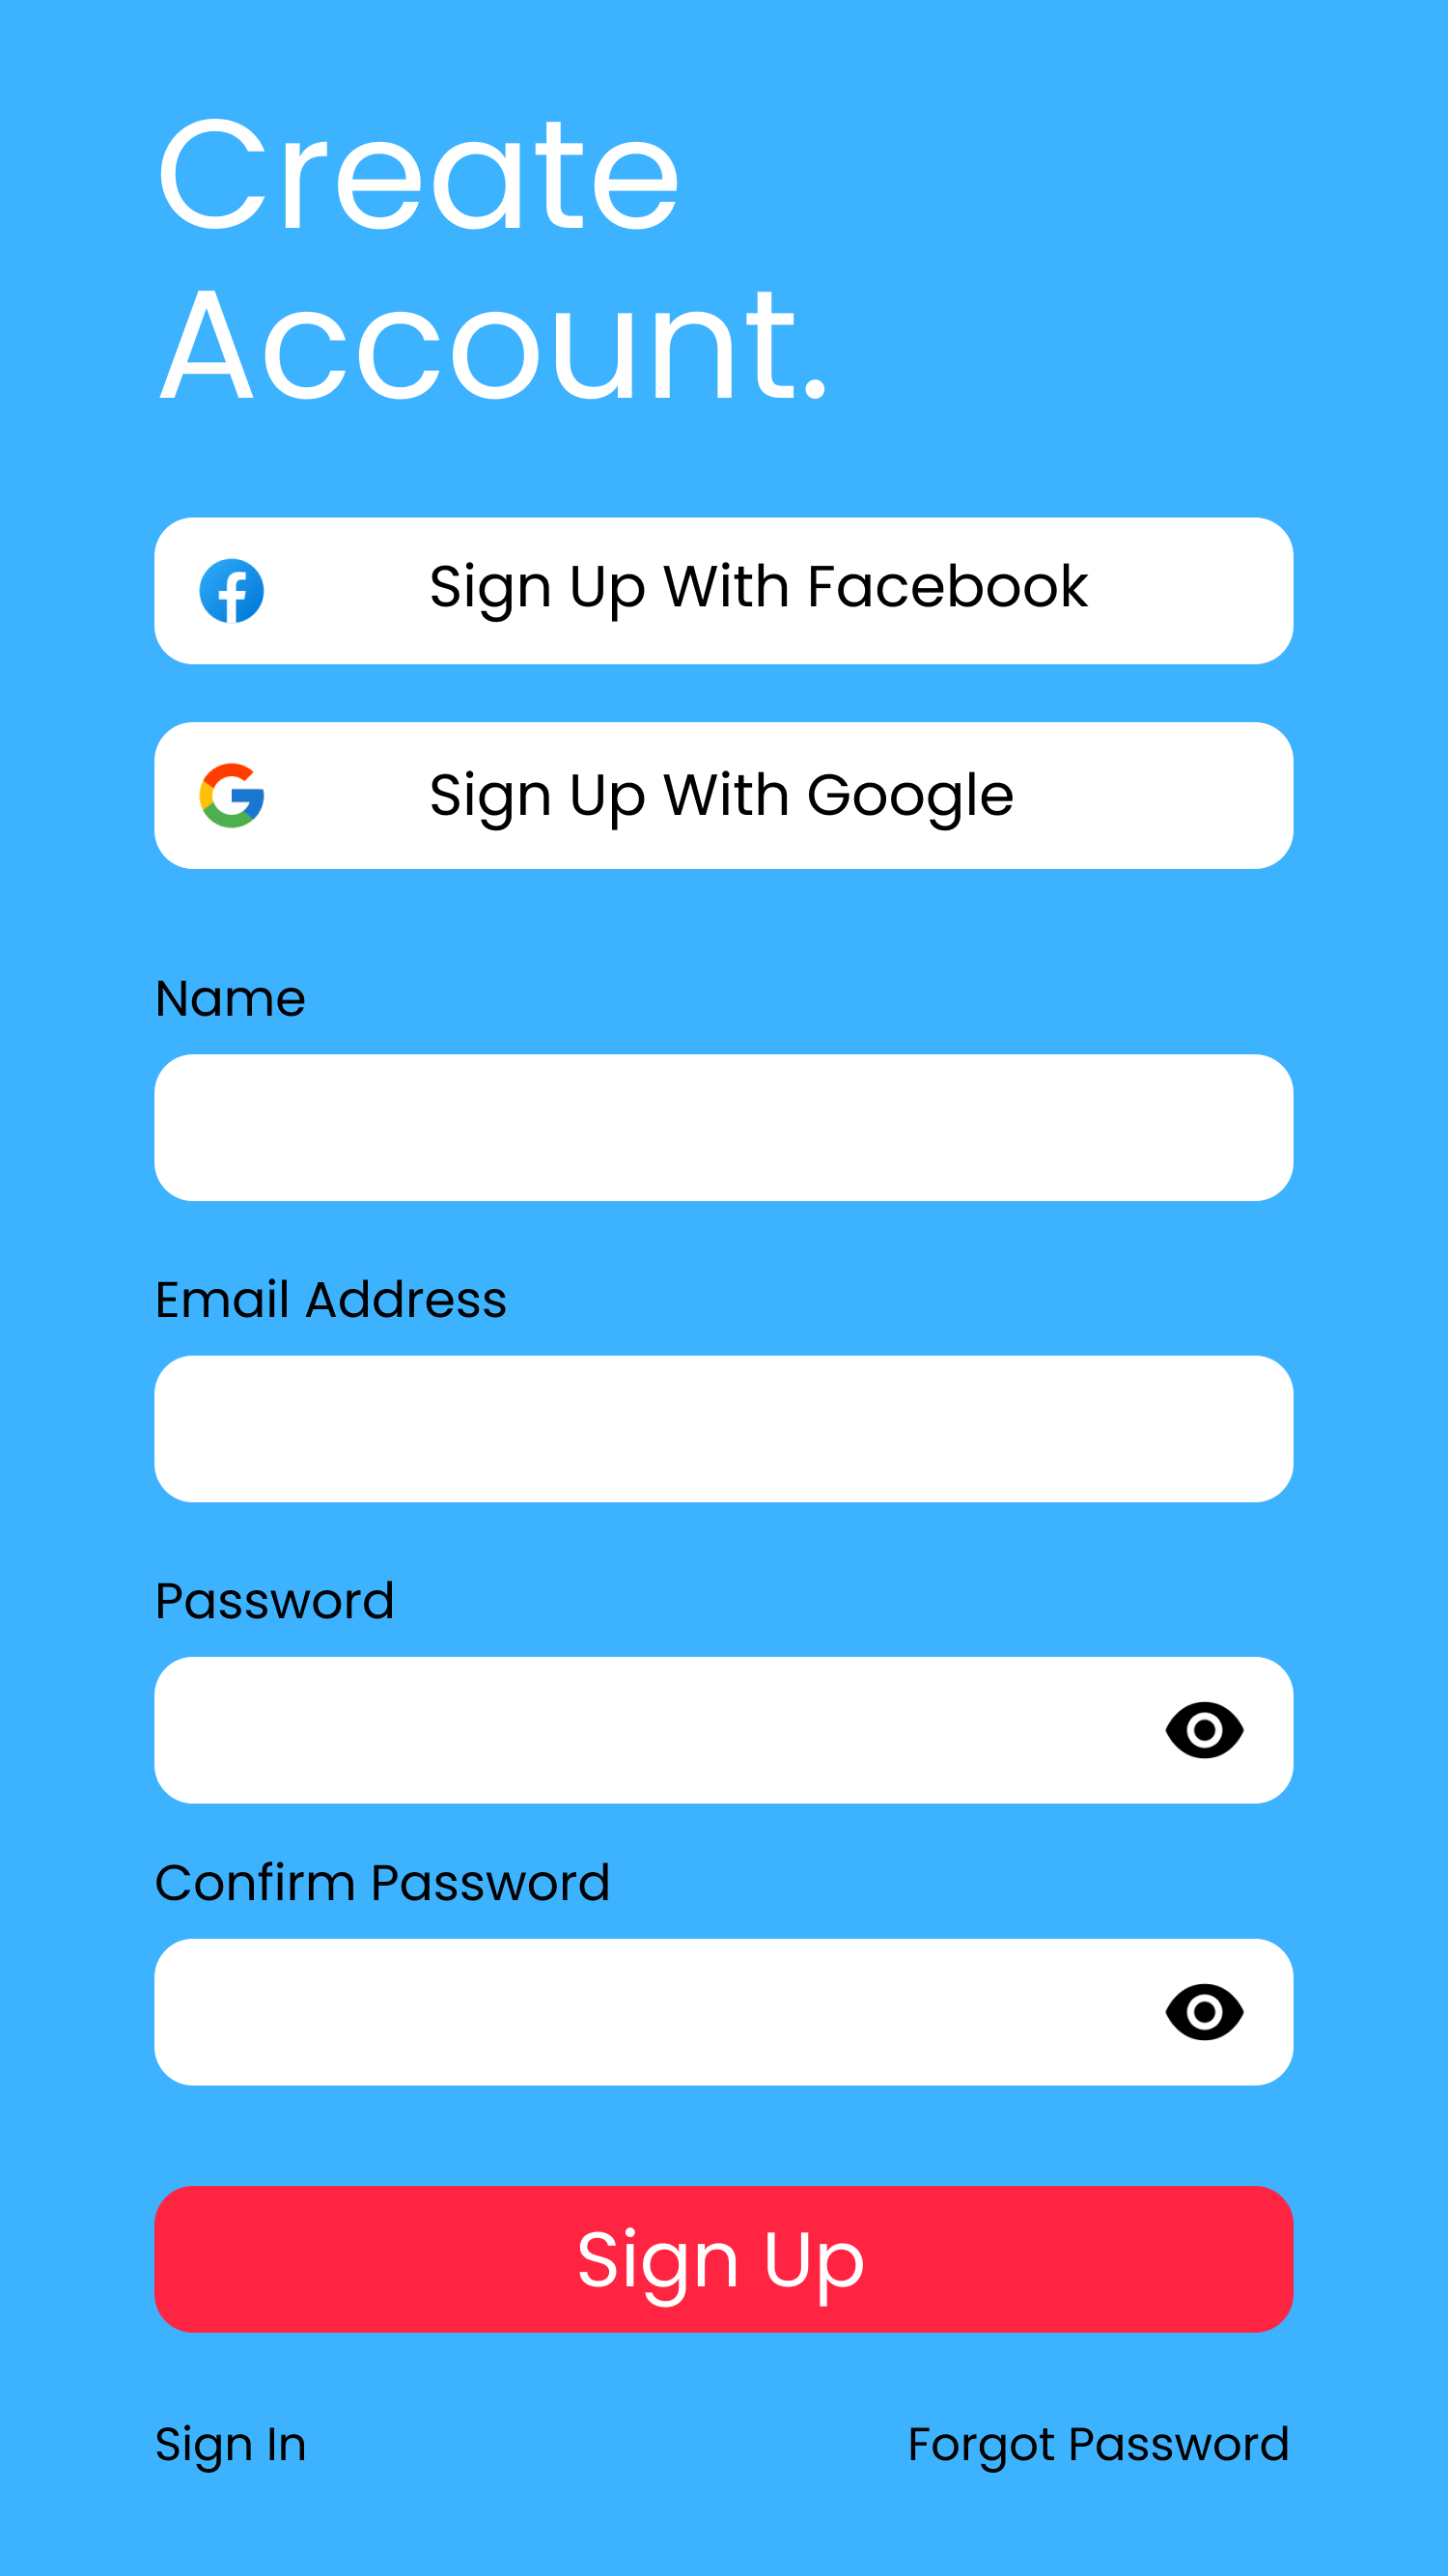 Create
Account.
Sign Up With Facebook
Sign Up With Google
Name
Email Address
Password
Confirm Password
Sign Up
Sign In
Forgot Password